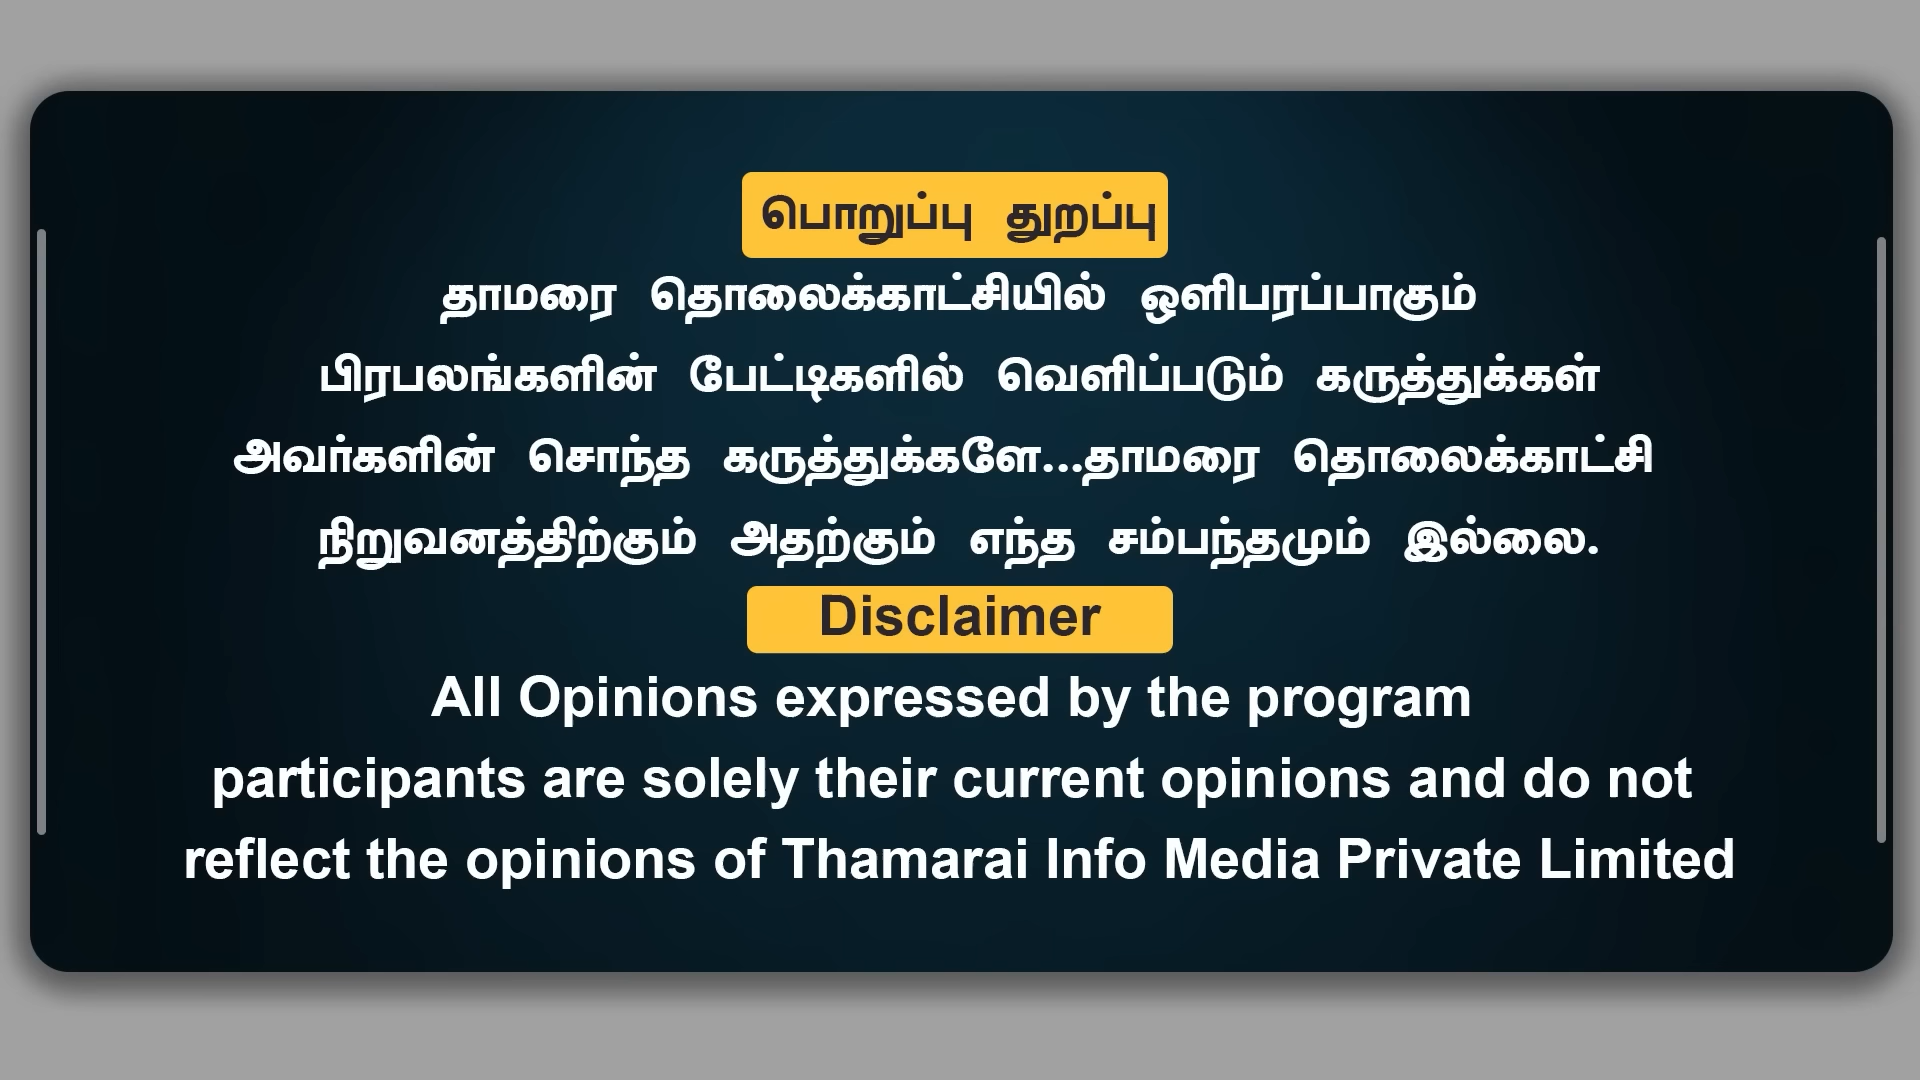 பொறுப்பு துறப்பு
தாமரை தொலைக்காட்சியில் ஒளிபரப்பாகும்
பிரபலங்களின் பேட்டிகளில் வெளிப்படும் கருத்துக்கள்
அவர்களின் சொந்த கருத்துக்களே...தாமரை தொலைக்காட்சி
நிறுவனத்திற்கும் அதற்கும் எந்த சம்பந்தமும் இல்லை.
Disclaimer
All Opinions expressed by the program
participants are solely their current opinions and do not
reflect the opinions of Thamarai Info Media Private Limited